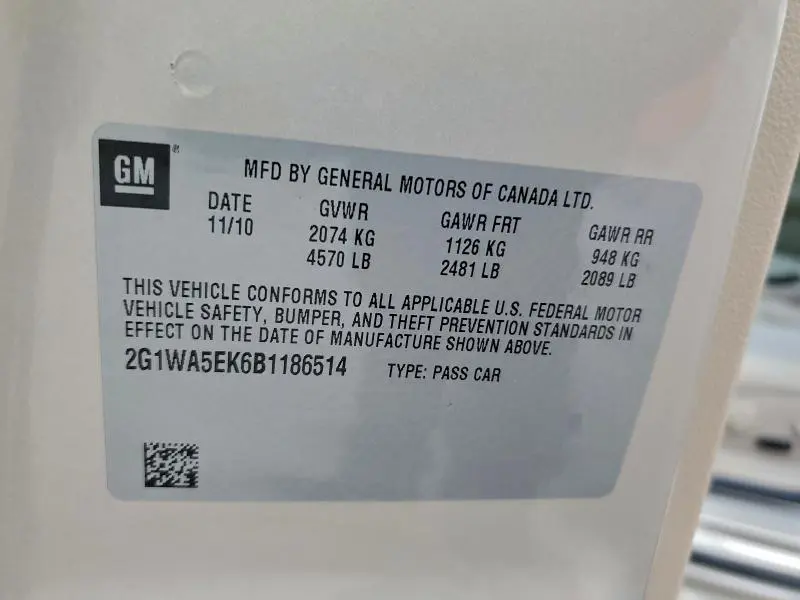 GM®
MFD BY GENERAL MOTORS OF CANADA LTD.
DATE GVWR GAWR FRT GAWR RR
11/10 2074 KG 1126 KG 948 KG
4570 LB 2481 LB 2089 LB
THIS VEHICLE CONFORMS TO ALL APPLICABLE U.S. FEDERAL MOTOR
VEHICLE SAFETY, BUMPER, AND THEFT PREVENTION STANDARDS IN
EFFECT ON THE DATE OF MANUFACTURE SHOWN ABOVE.
2G1WA5EK6B1186514 TYPE: PASS CAR